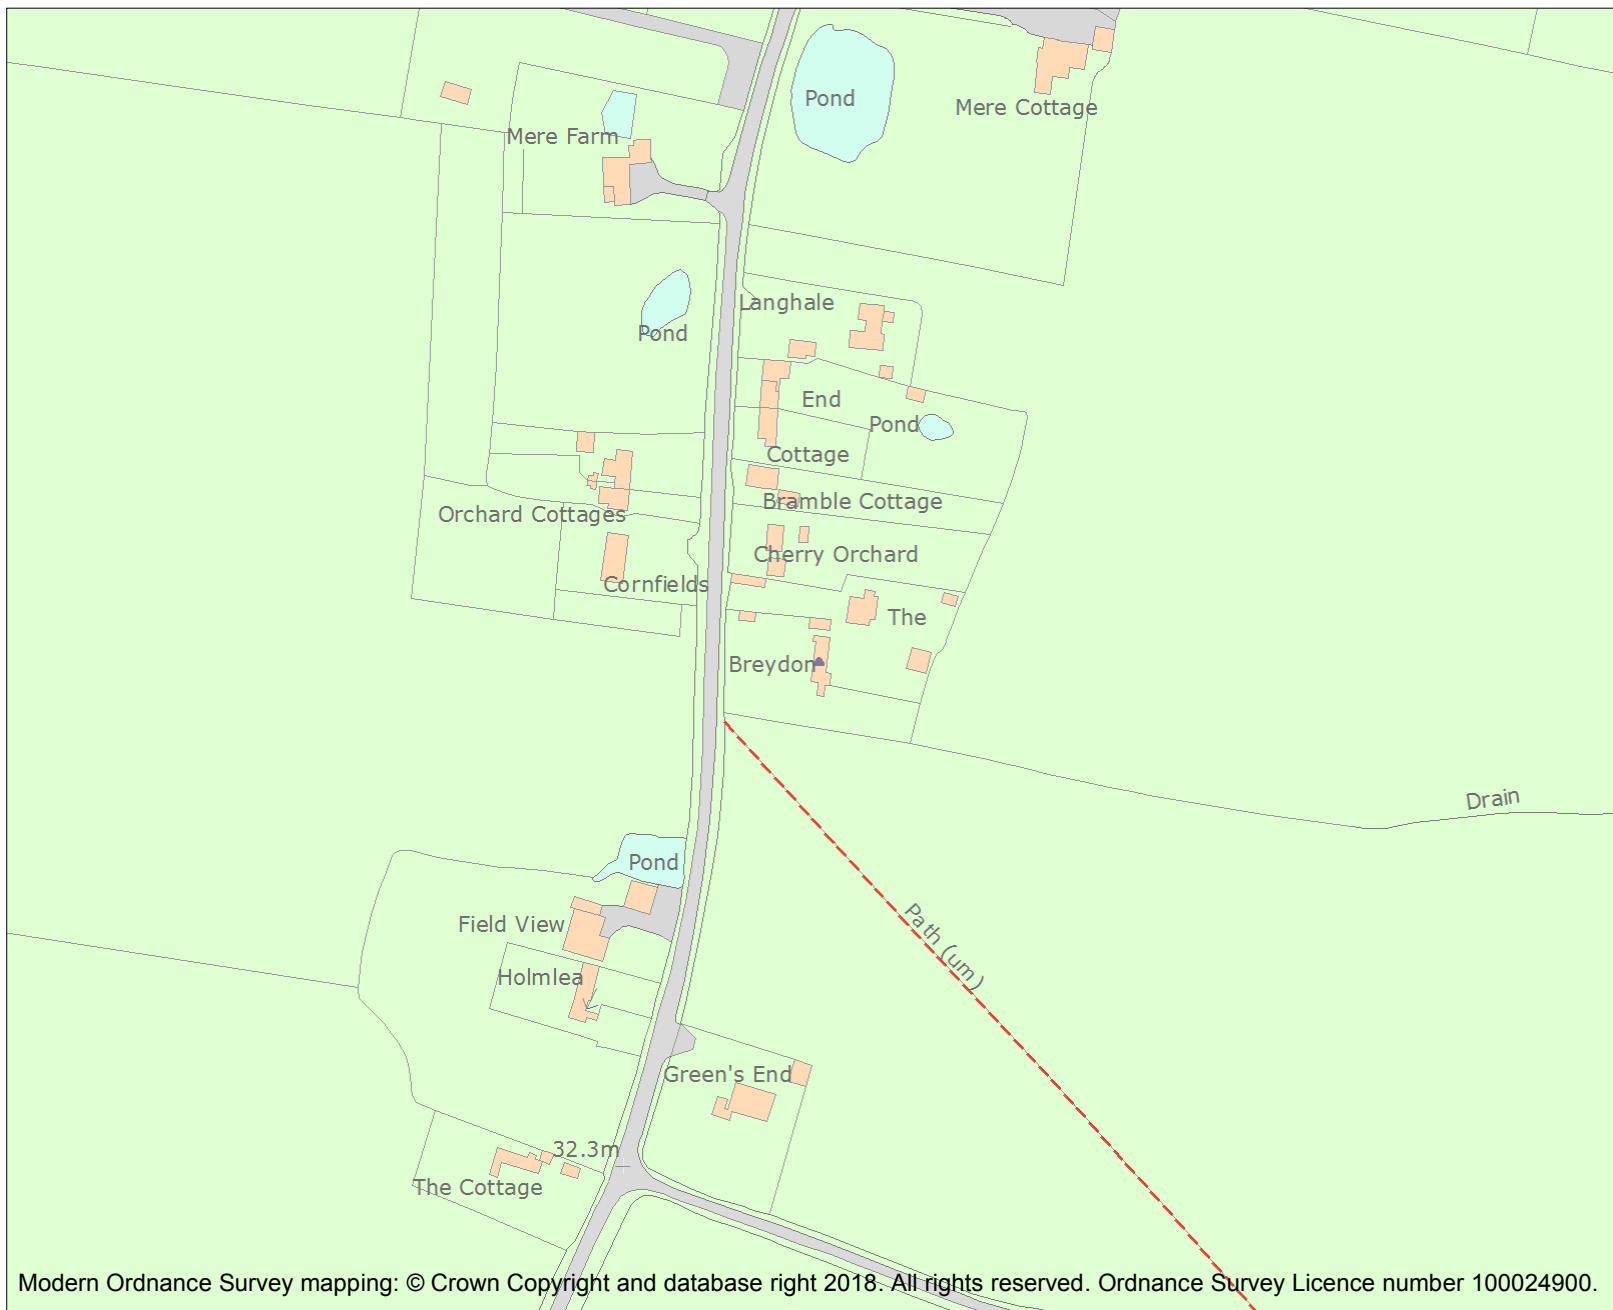 Pond
Mere Cottage
Mere Farm
Langhale
Pond
End
Pond
Cottage
Bramble Cottage
Orchard Cottages
Cherry Orchard
Cornfields
The
Breydon
Drain
Pond
Path (um)
Field View
Holmlea
Green's End
32.3m
The Cottage
Modern Ordnance Survey mapping: © Crown Copyright and database right 2018. All rights reserved. Ordnance Survey Licence number 100024900.